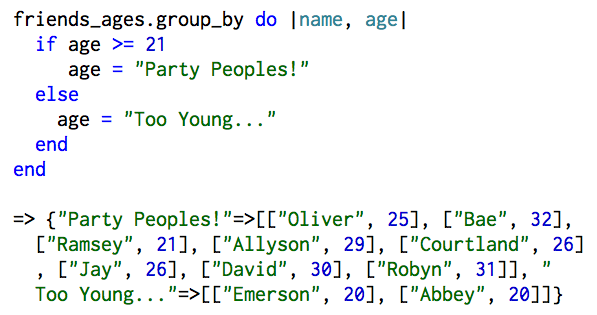 friends_ages.group_by do |name, age|
  if age >= 21
     age = "Party Peoples!"
  else
    age = "Too Young..."
  end
end

=> {"Party Peoples!"=>[["Oliver", 25], ["Bae", 32],
  ["Ramsey", 21], ["Allyson", 29], ["Courtland", 26]
  , ["Jay", 26], ["David", 30], ["Robyn", 31]], "
  Too Young..."=>[["Emerson", 20], ["Abbey", 20]]}